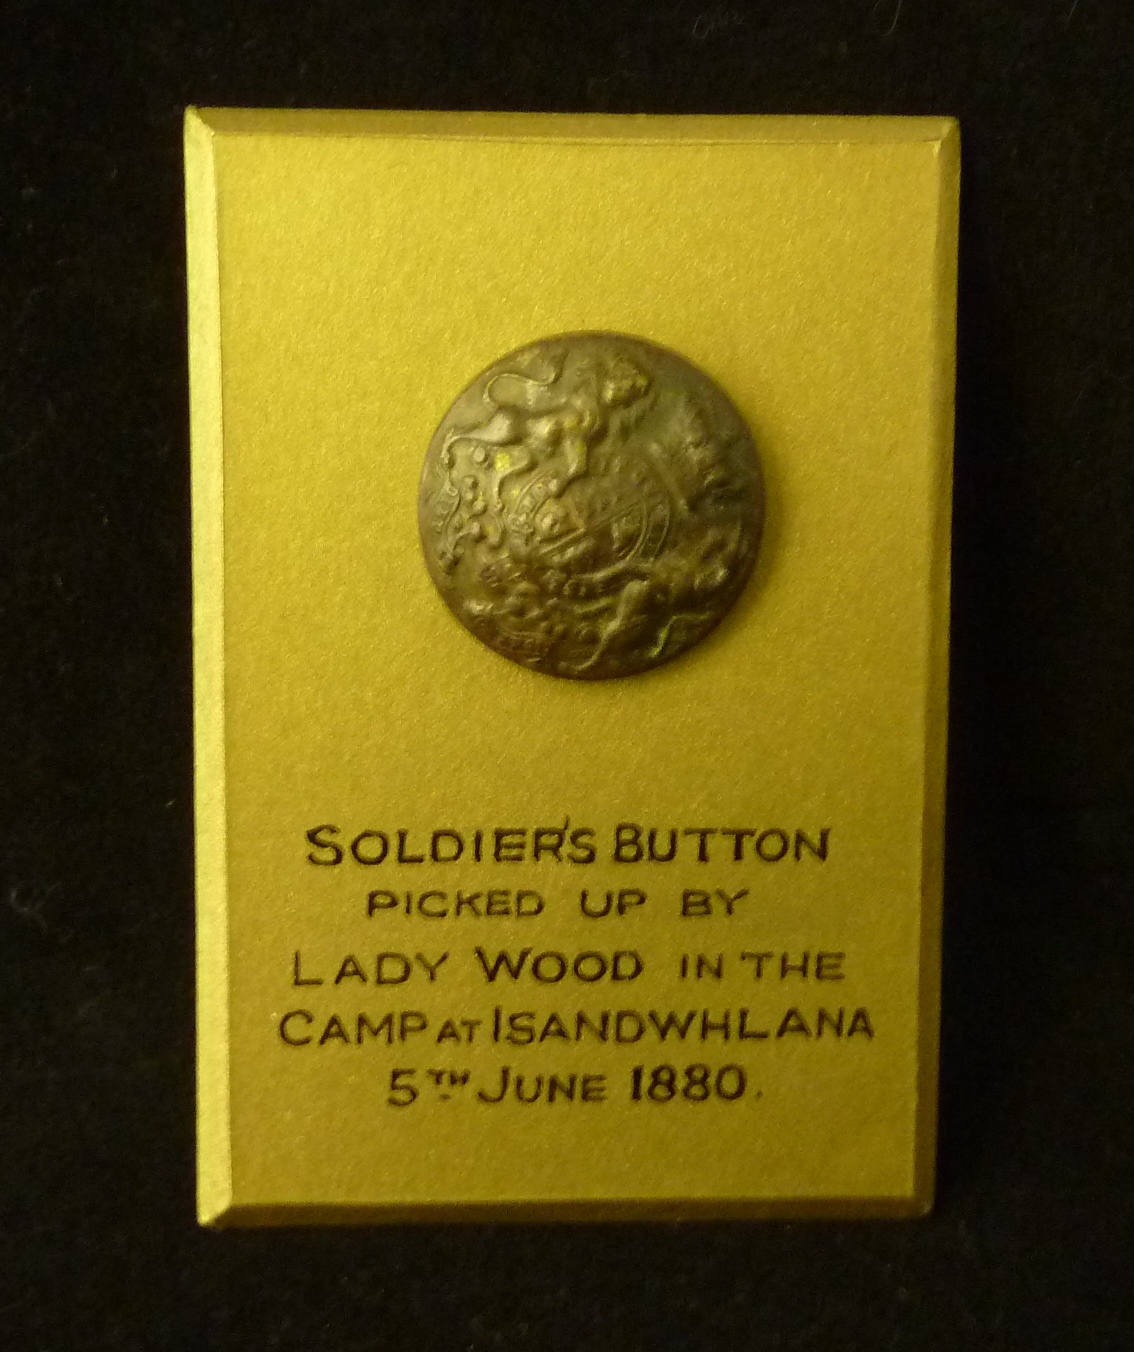 SOLDIER'S BUTTON
PICKED UP BY
LADY WOOD IN THE
CAMP AT ISANDWHLANA
5TH JUNE 1880.